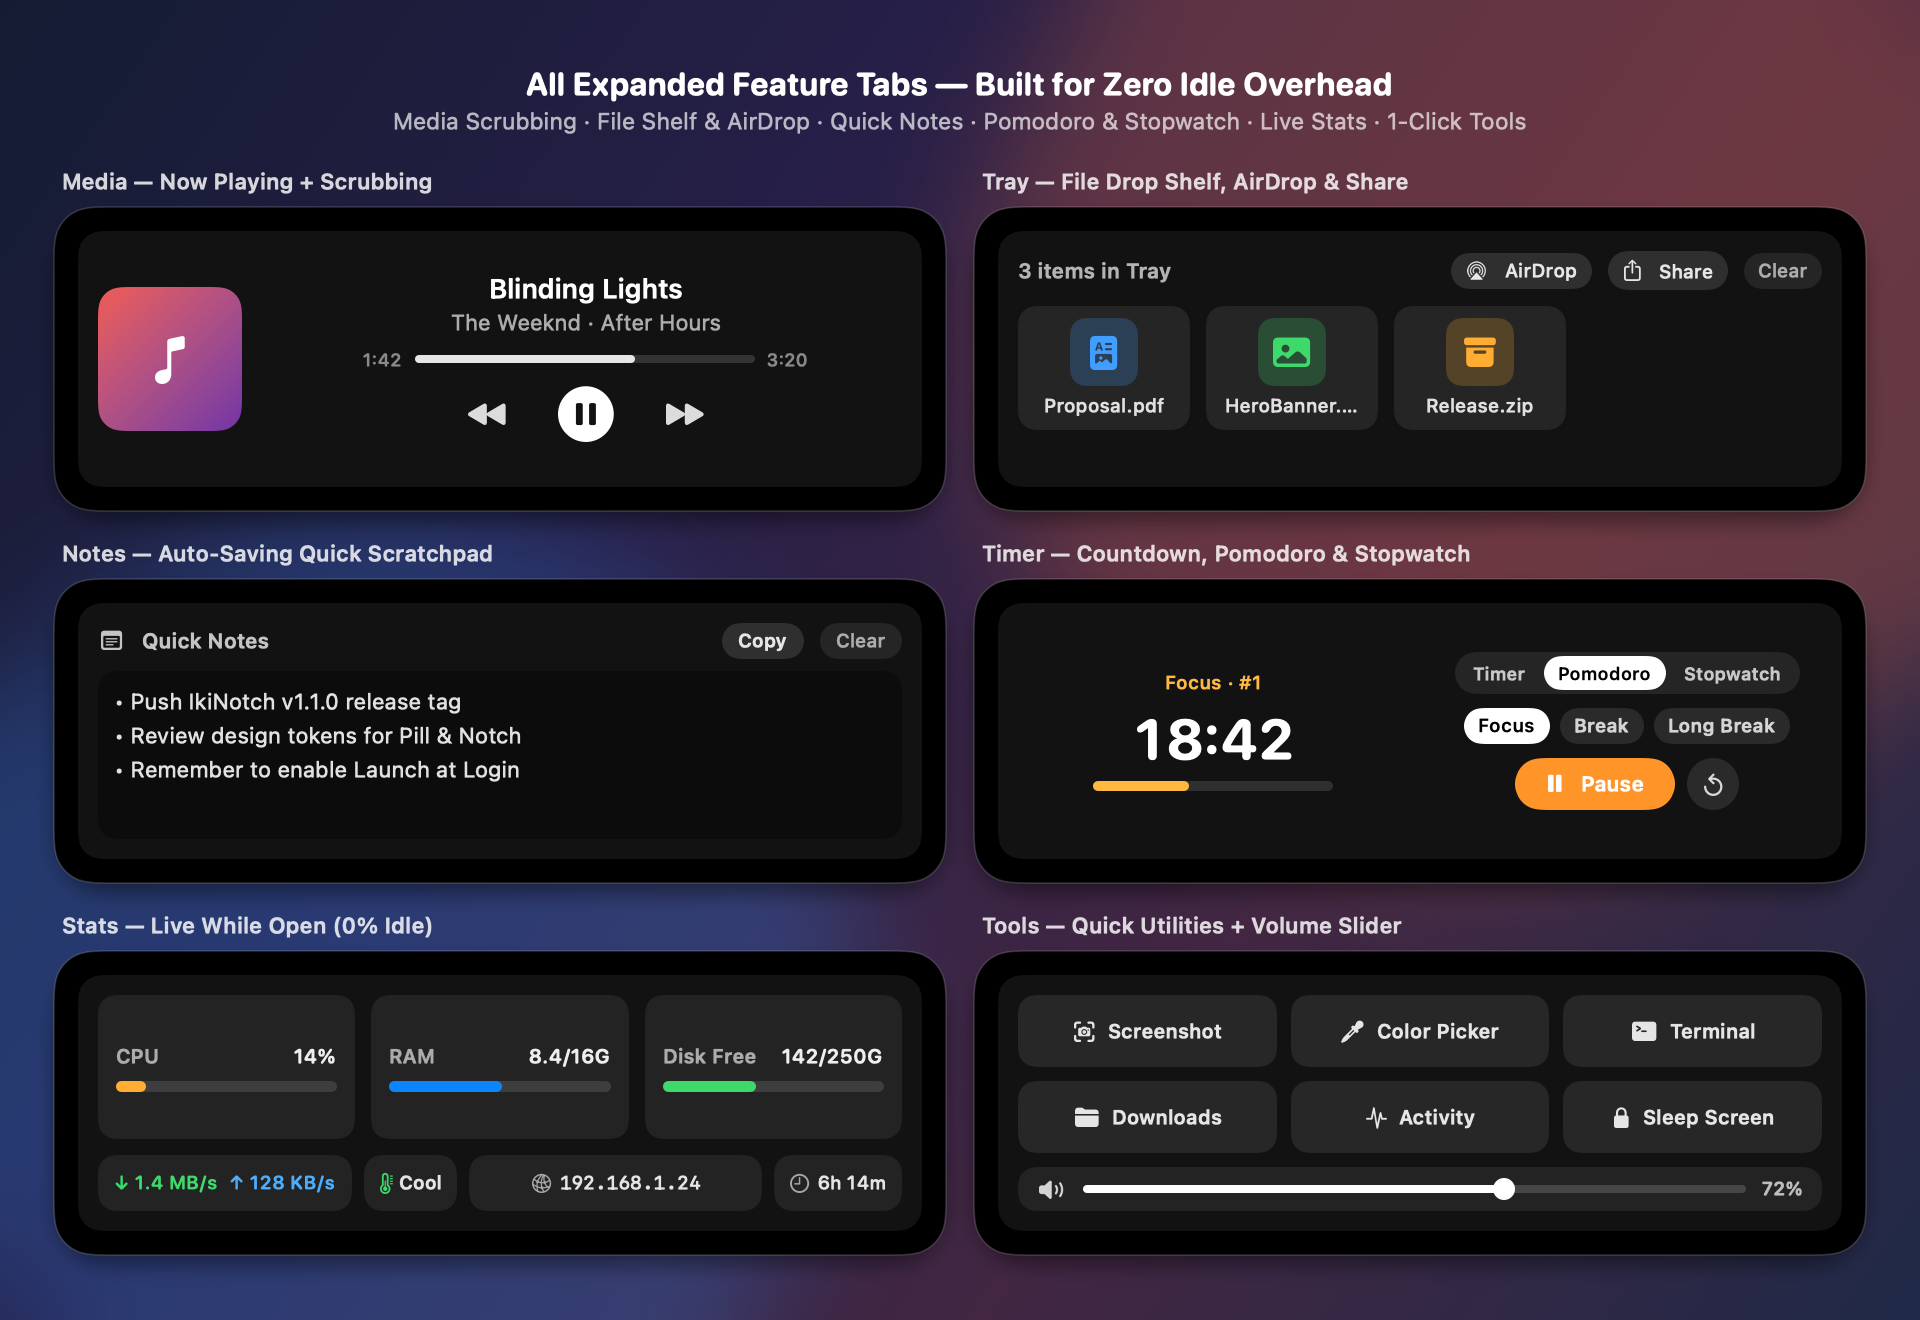 All Expanded Feature Tabs — Built for Zero Idle Overhead
Media Scrubbing · File Shelf & AirDrop · Quick Notes · Pomodoro & Stopwatch · Live Stats · 1-Click Tools
Media — Now Playing + Scrubbing
Blinding Lights
The Weeknd · After Hours
1:42 3:20
Tray — File Drop Shelf, AirDrop & Share
3 items in Tray AirDrop Share Clear
Proposal.pdf HeroBanner.... Release.zip
Notes — Auto-Saving Quick Scratchpad
Quick Notes Copy Clear
• Push IkiNotch v1.1.0 release tag
• Review design tokens for Pill & Notch
• Remember to enable Launch at Login
Timer — Countdown, Pomodoro & Stopwatch
Focus · #1
18:42
Timer Pomodoro Stopwatch
Focus Break Long Break
Pause
Stats — Live While Open (0% Idle)
CPU 14% RAM 8.4/16G Disk Free 142/250G
↓ 1.4 MB/s ↑ 128 KB/s Cool 192.168.1.24 6h 14m
Tools — Quick Utilities + Volume Slider
Screenshot Color Picker Terminal
Downloads Activity Sleep Screen
72%